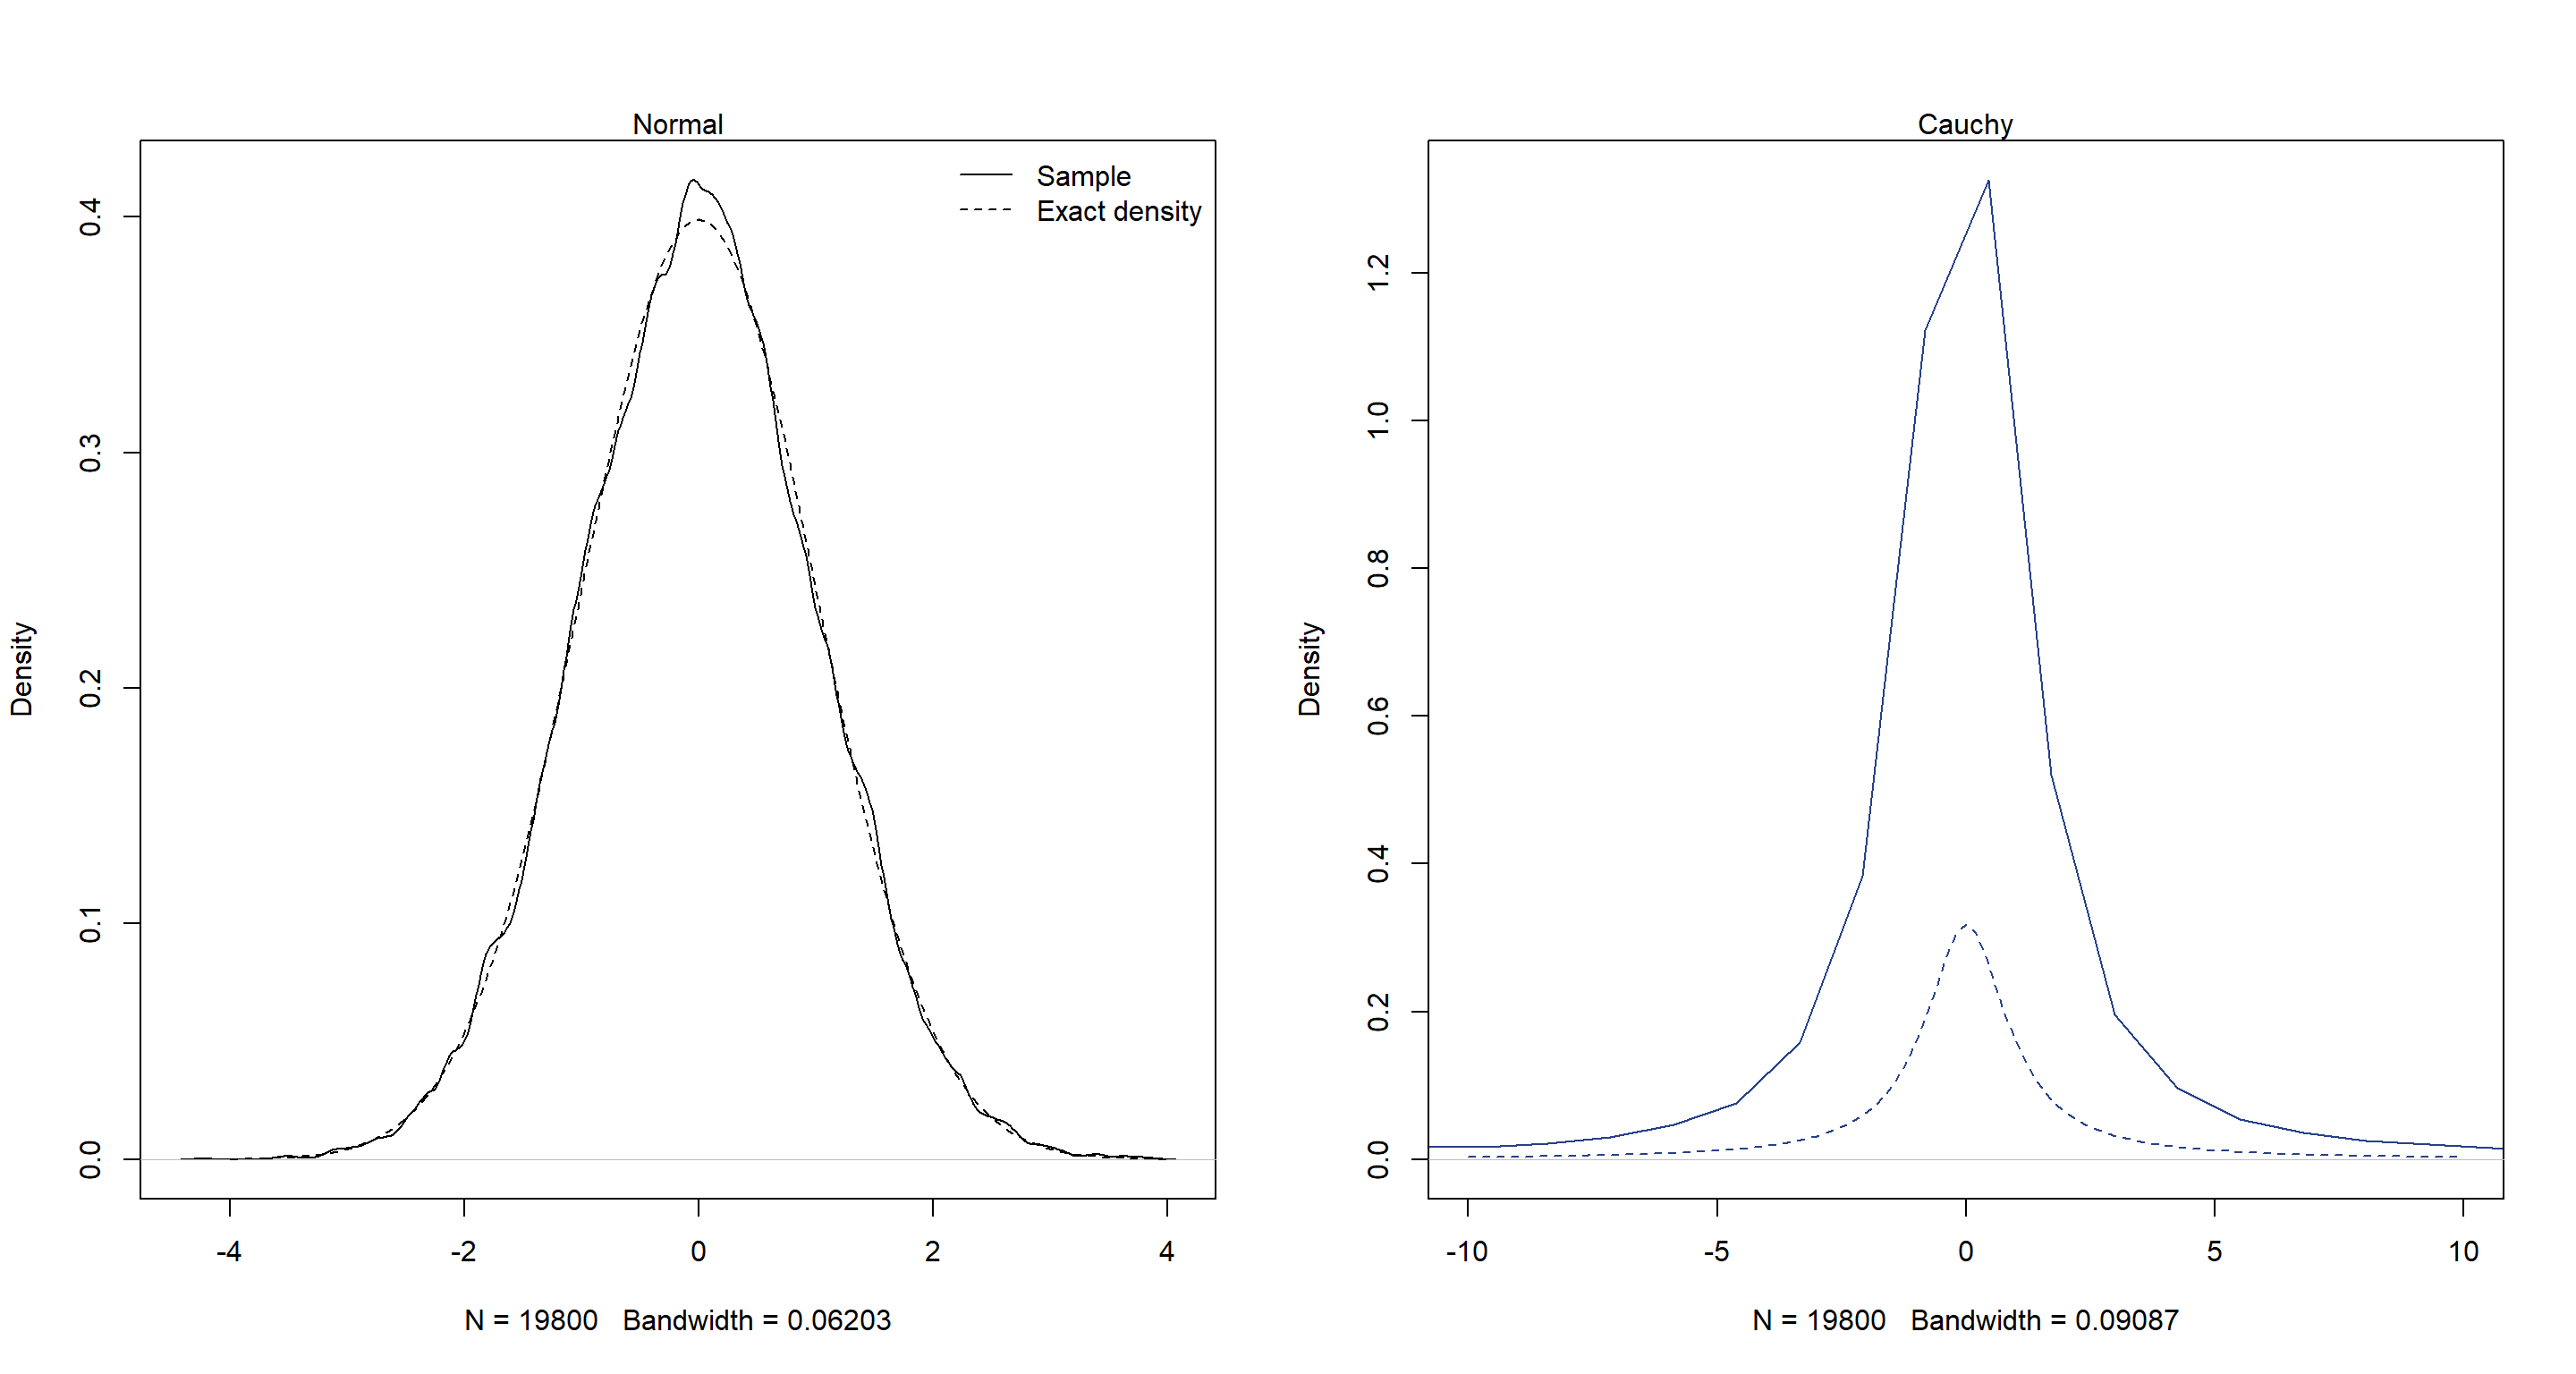 Normal
Sample
Exact density
Density
0.0
0.1
0.2
0.3
0.4
-4
-2
0
2
4
N = 19800 Bandwidth = 0.06203
Cauchy
Density
0.0
0.2
0.4
0.6
0.8
1.0
1.2
-10
-5
0
5
10
N = 19800 Bandwidth = 0.09087